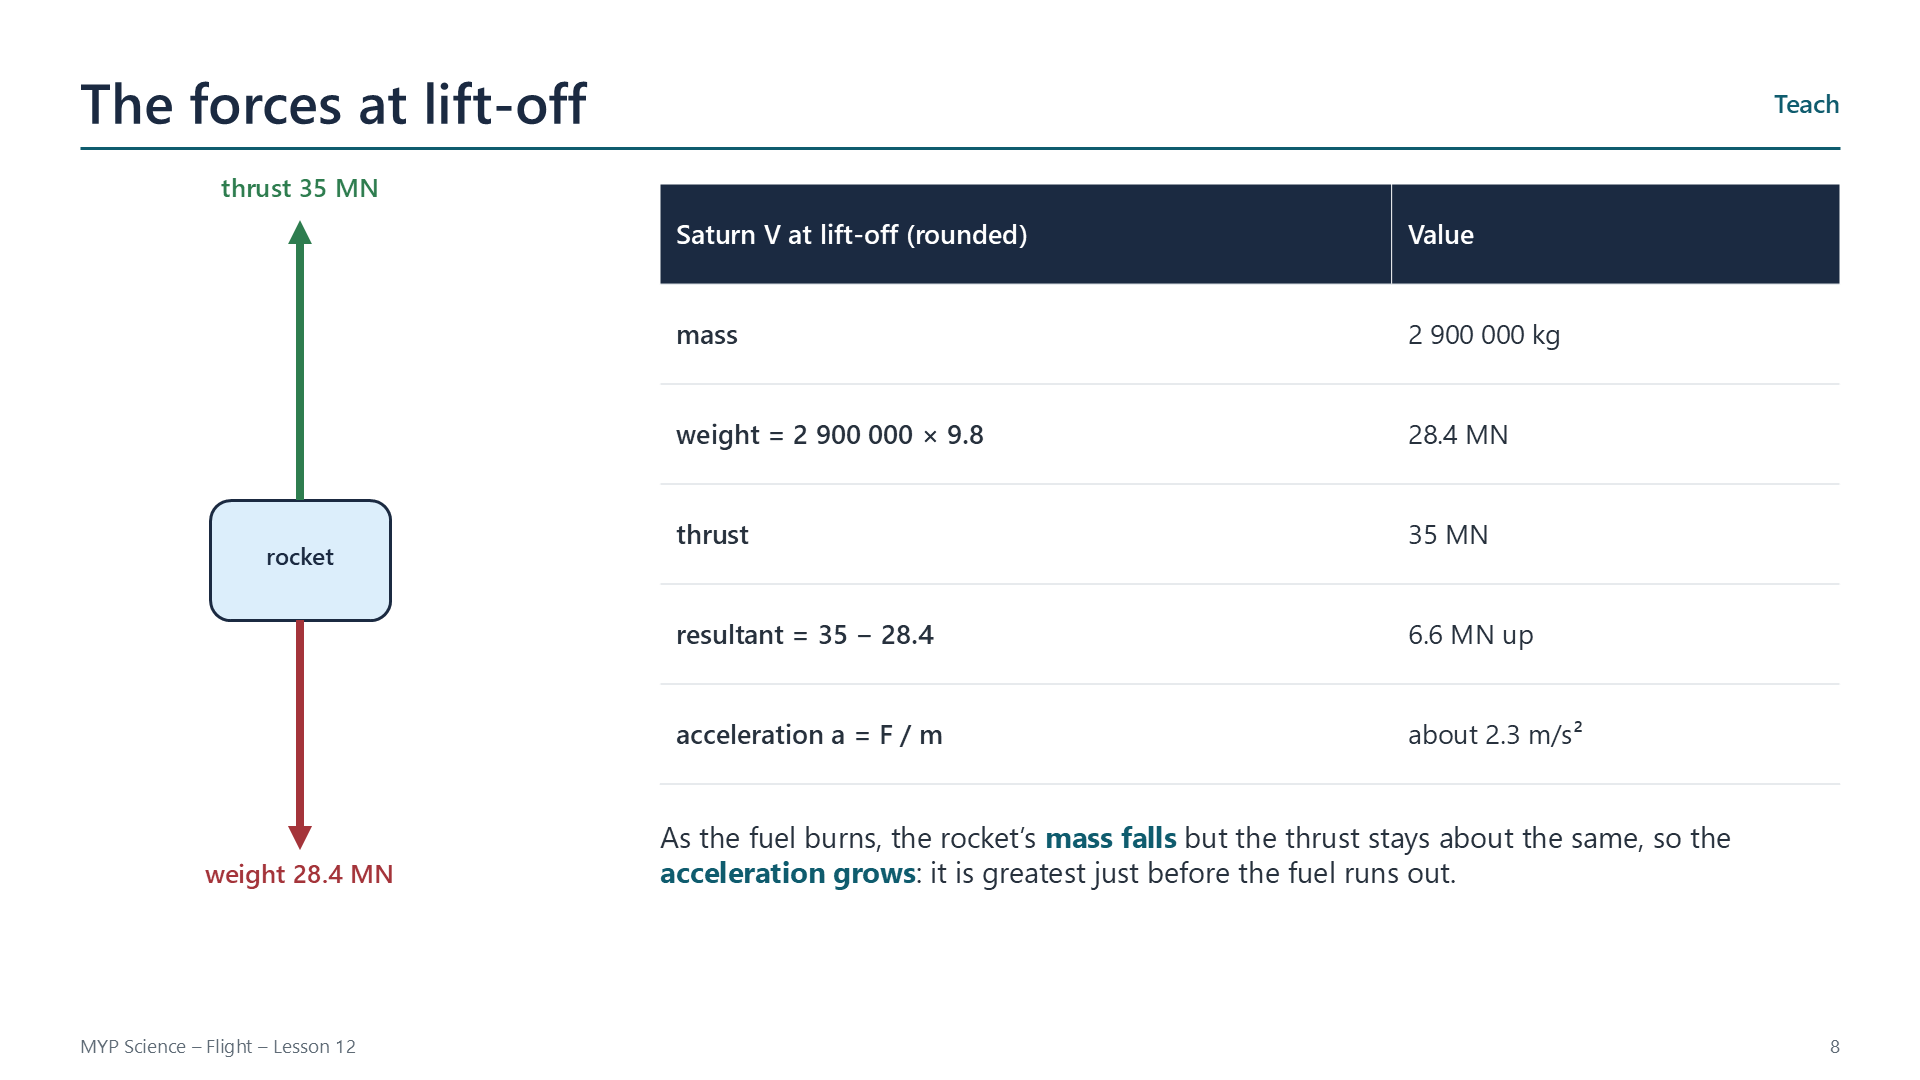 The forces at lift-off
Teach
thrust 35 MN
rocket
weight 28.4 MN
Saturn V at lift-off (rounded) Value
mass 2 900 000 kg
weight = 2 900 000 × 9.8 28.4 MN
thrust 35 MN
resultant = 35 − 28.4 6.6 MN up
acceleration a = F / m about 2.3 m/s²
As the fuel burns, the rocket’s mass falls but the thrust stays about the same, so the
acceleration grows: it is greatest just before the fuel runs out.
MYP Science – Flight – Lesson 12
8